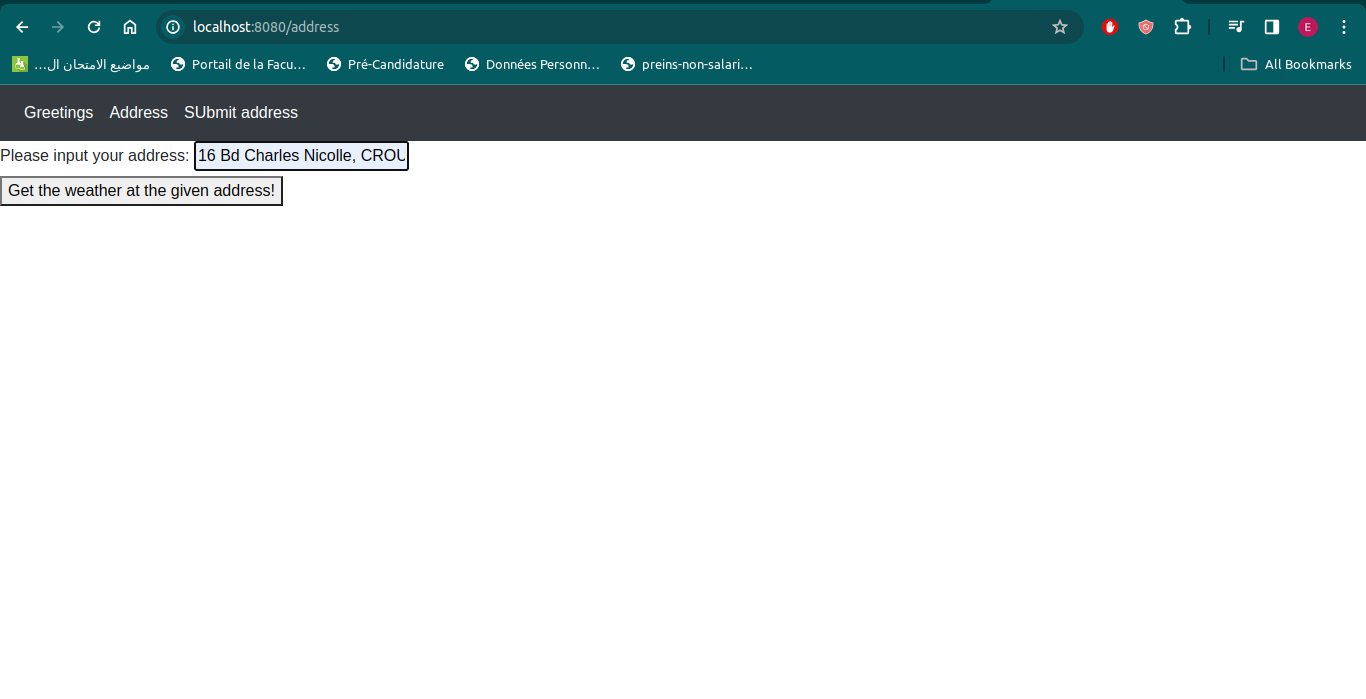 localhost:8080/address
E
مواضيع الامتحان ال...
Portail de la Facu...
Pré-Candidature
Données Personn...
preins-non-salari...
All Bookmarks
Greetings Address SUbmit address
Please input your address: 16 Bd Charles Nicolle, CROU
Get the weather at the given address!